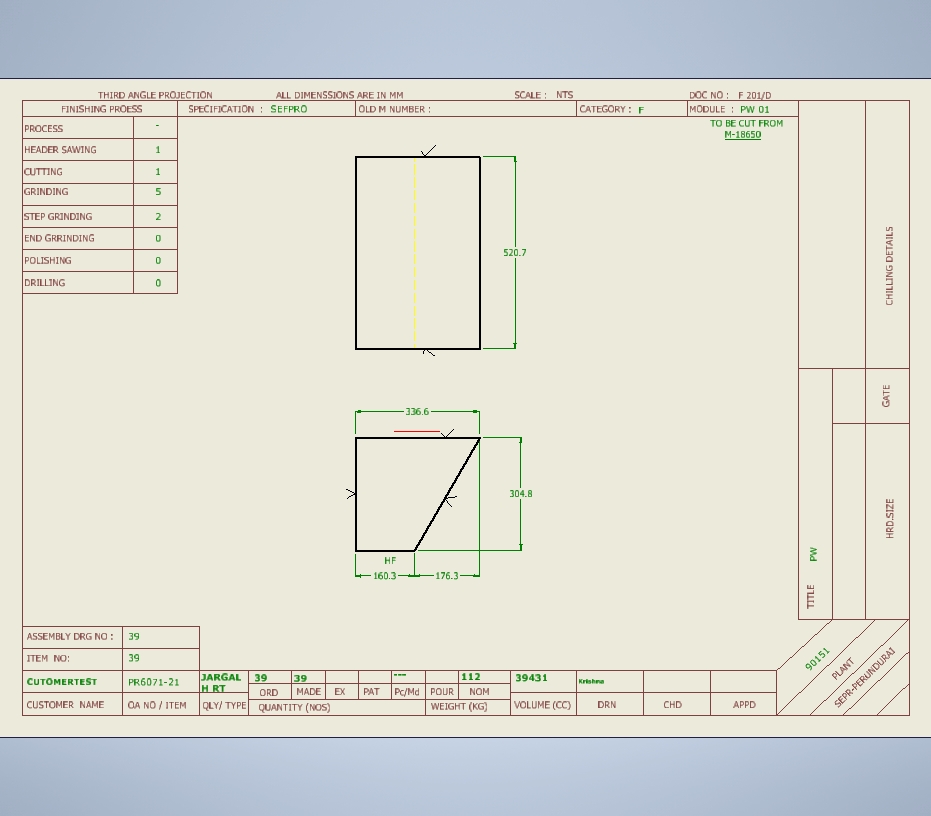 THIRD ANGLE PROJECTION ALL DIMENSSIONS ARE IN MM SCALE : NTS DOC NO : F 201/D
FINISHING PROESS SPECIFICATION : SEFPRO OLD M NUMBER : CATEGORY : F MODULE : PW 01
TO BE CUT FROM
M-18650
PROCESS -
HEADER SAWING 1
CUTTING 1
GRINDING 5
STEP GRINDING 2
END GRRINDING 0
POLISHING 0
DRILLING 0
520.7
336.6
304.8
HF
160.3 176.3
CHILLING DETAILS
GATE
HRD.SIZE
TITLE PW
ASSEMBLY DRG NO : 39
ITEM NO: 39
CUTOMERTEST PR6071-21 JARGAL
H RT
39 39 --- 112 39431 Krishna
ORD MADE EX PAT Pc/Md POUR NOM
CUSTOMER NAME OA NO / ITEM QLY/ TYPE QUANTITY (NOS) WEIGHT (KG) VOLUME (CC) DRN CHD APPD
90151
PLANT
SEPR-PERUNDURAI